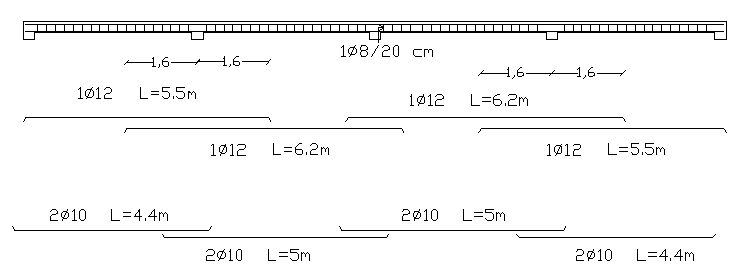 1Ø8/20 cm
1,6 1,6 1,6 1,6
1Ø12 L=5.5m 1Ø12 L=6.2m
1Ø12 L=6.2m 1Ø12 L=5.5m
2Ø10 L=4.4m 2Ø10 L=5m
2Ø10 L=5m 2Ø10 L=4.4m